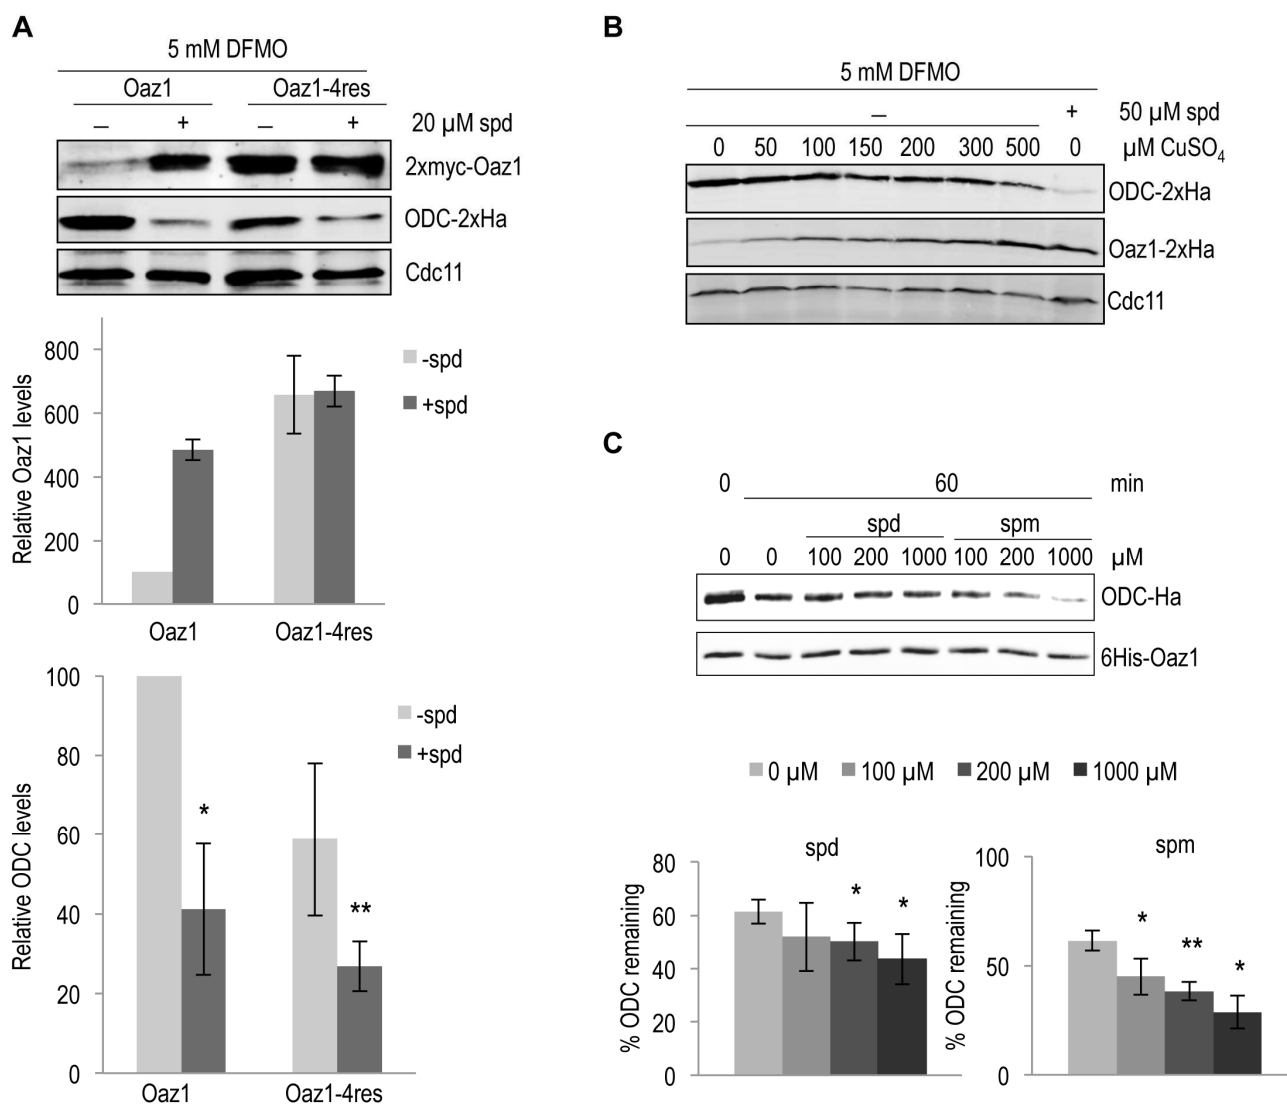 A
5 mM DFMO
Oaz1 Oaz1-4res
– + – + 20 µM spd
2xmyc-Oaz1
ODC-2xHa
Cdc11
800
600
400
200
0
Relative Oaz1 levels
-spd
+spd
Oaz1 Oaz1-4res
100
80
60
40
20
0
Relative ODC levels
-spd
+spd
*
**
Oaz1 Oaz1-4res
B
5 mM DFMO
– + 50 µM spd
0 50 100 150 200 300 500 0 µM CuSO₄
ODC-2xHa
Oaz1-2xHa
Cdc11
C
0 60 min
spd spm
0 0 100 200 1000 100 200 1000 µM
ODC-Ha
6His-Oaz1
0 µM 100 µM 200 µM 1000 µM
spd
80
60
40
20
0
% ODC remaining
* *
spm
100
50
0
% ODC remaining
* ** *